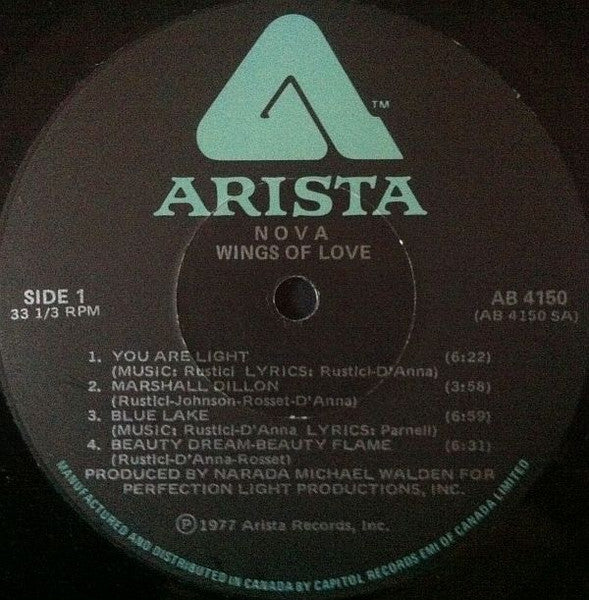 TM
ARISTA
NOVA
WINGS OF LOVE
SIDE 1
33 1/3 RPM
AB 4150
(AB 4150 SA)
1. YOU ARE LIGHT (6:22)
(MUSIC: Rustici LYRICS: Rustici-D'Anna)
2. MARSHALL DILLON (3:58)
(Rustici-Johnson-Rosset-D'Anna)
3. BLUE LAKE (6:59)
(MUSIC: Rustici-D'Anna LYRICS: Parnell)
4. BEAUTY DREAM-BEAUTY FLAME (6:31)
(Rustici-D'Anna-Rosset)
PRODUCED BY NARADA MICHAEL WALDEN FOR
PERFECTION LIGHT PRODUCTIONS, INC.
Ⓟ1977 Arista Records, Inc.
MANUFACTURED AND DISTRIBUTED IN CANADA BY CAPITOL RECORDS EMI OF CANADA LIMITED